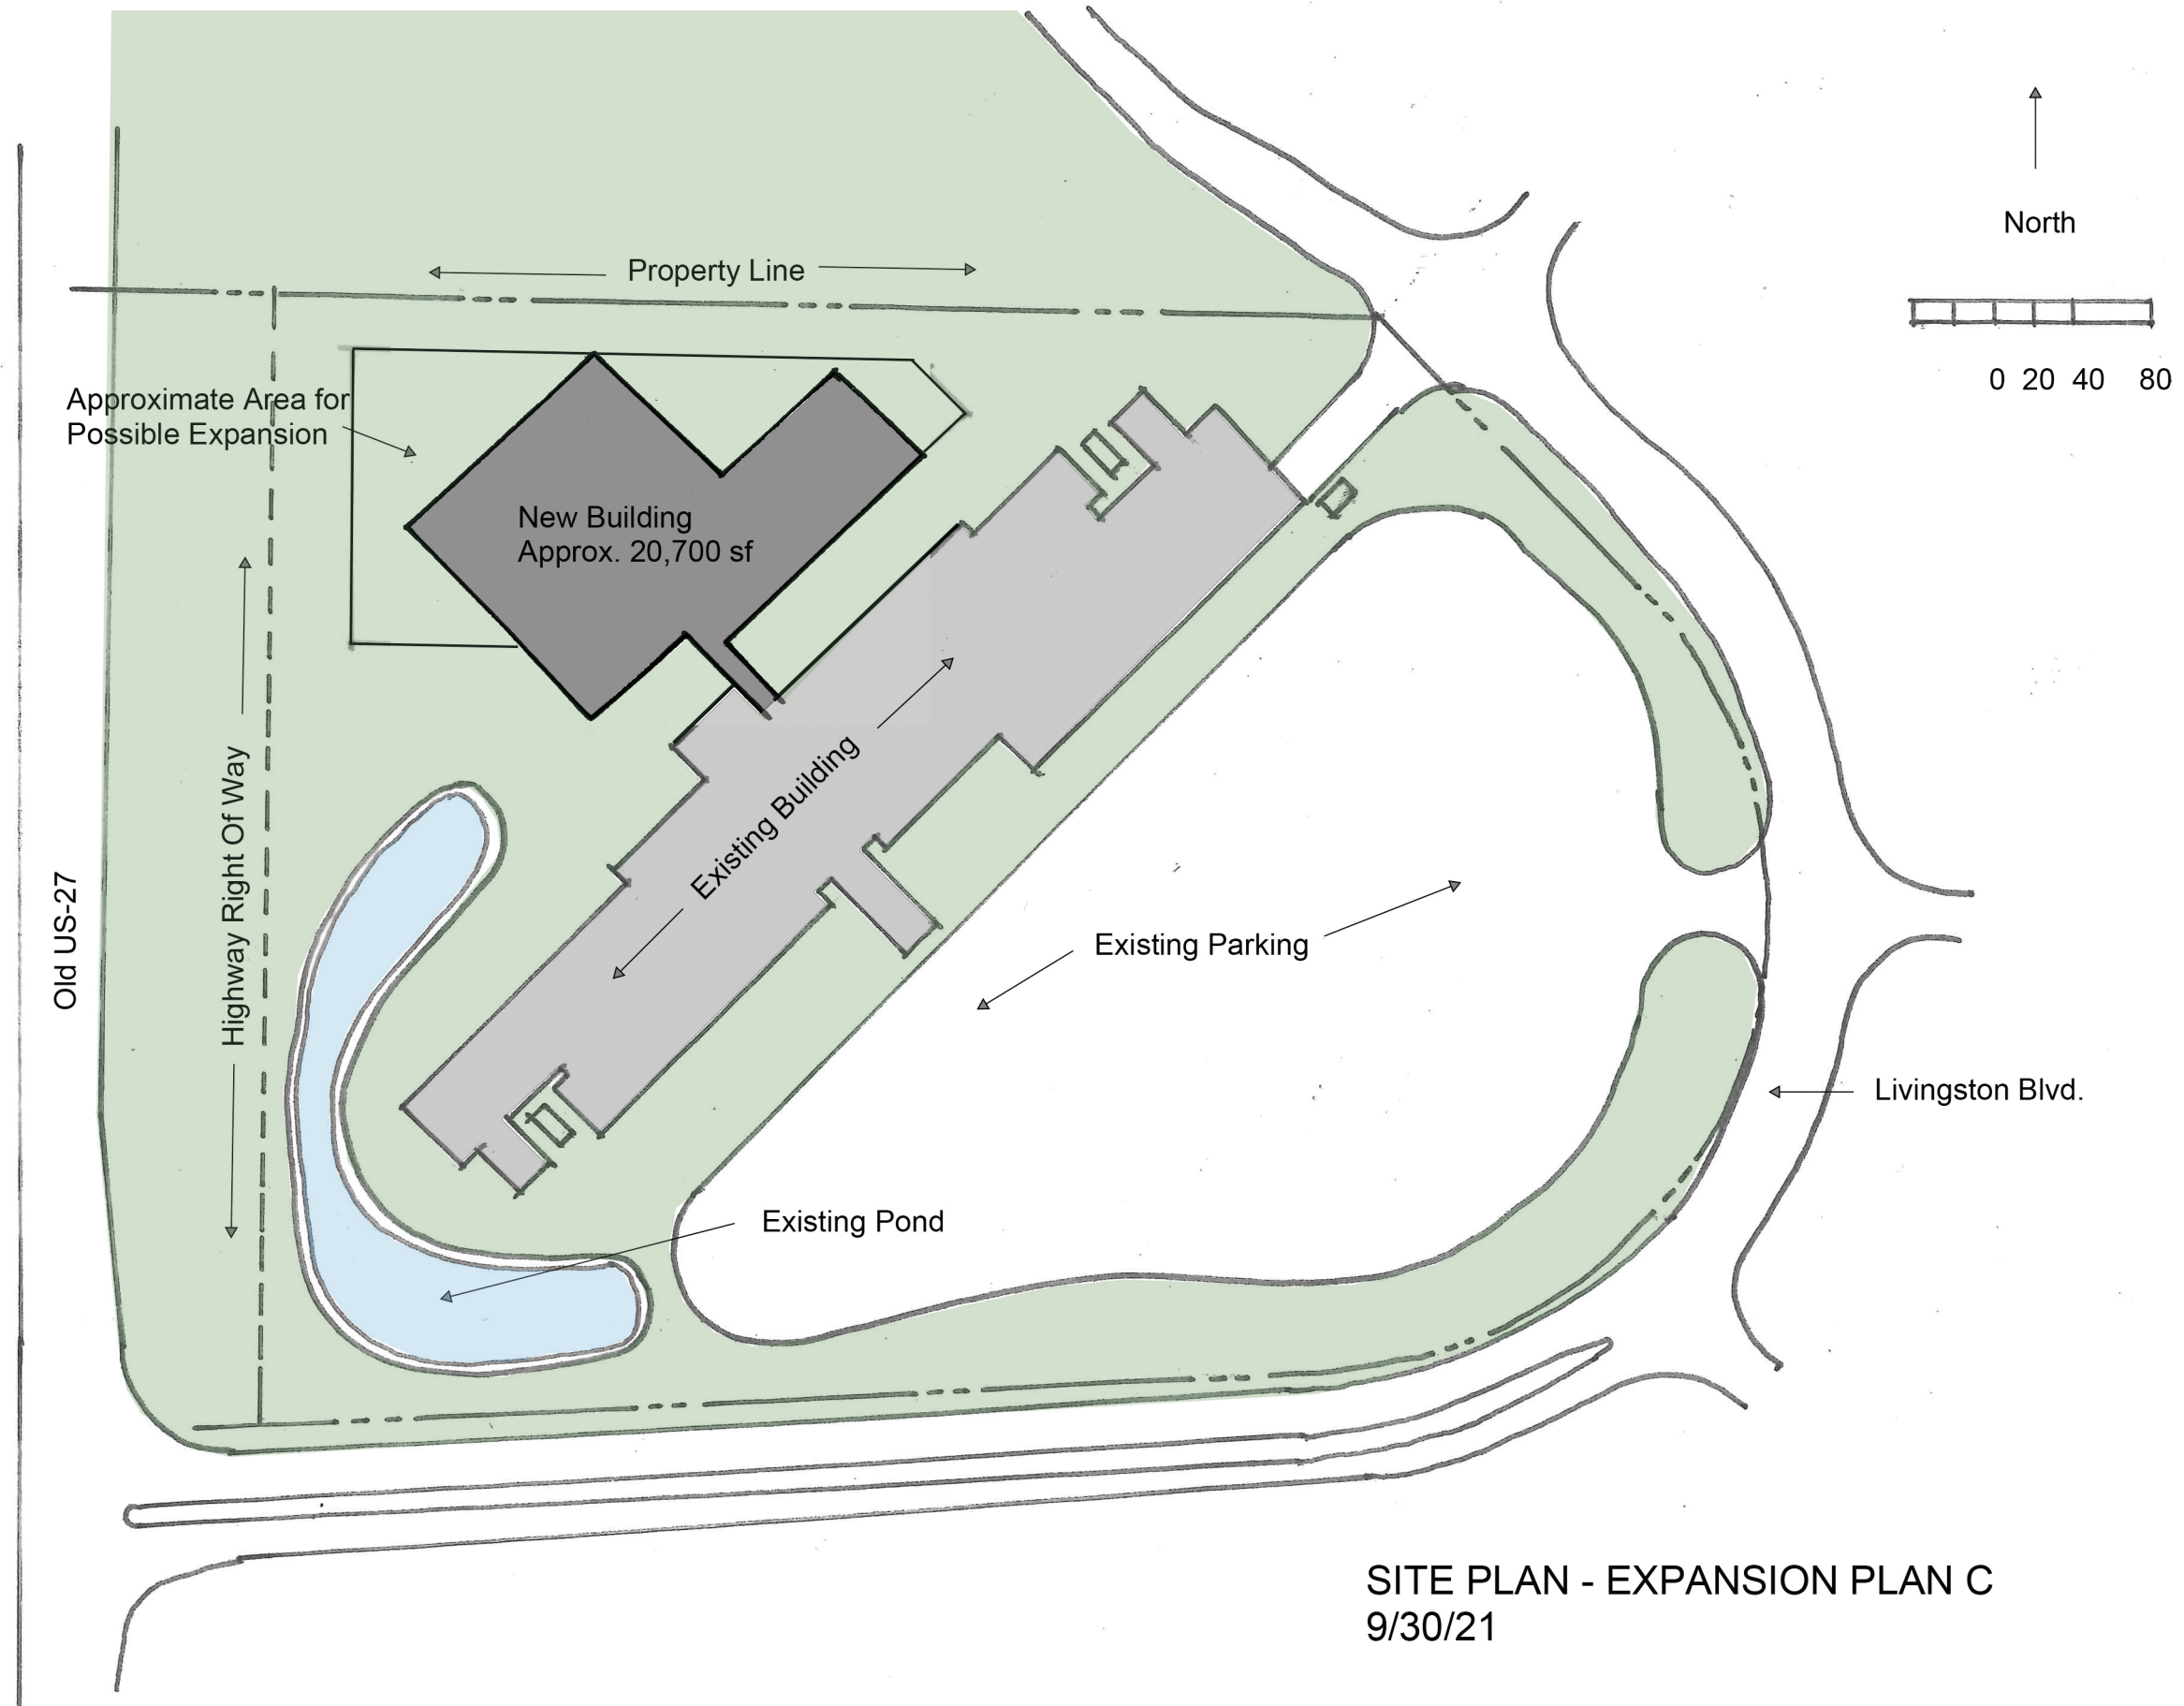 North
0 20 40 80
Property Line
Approximate Area for
Possible Expansion
New Building
Approx. 20,700 sf
Existing Building
Highway Right Of Way
Old US-27
Existing Parking
Livingston Blvd.
Existing Pond
SITE PLAN - EXPANSION PLAN C
9/30/21